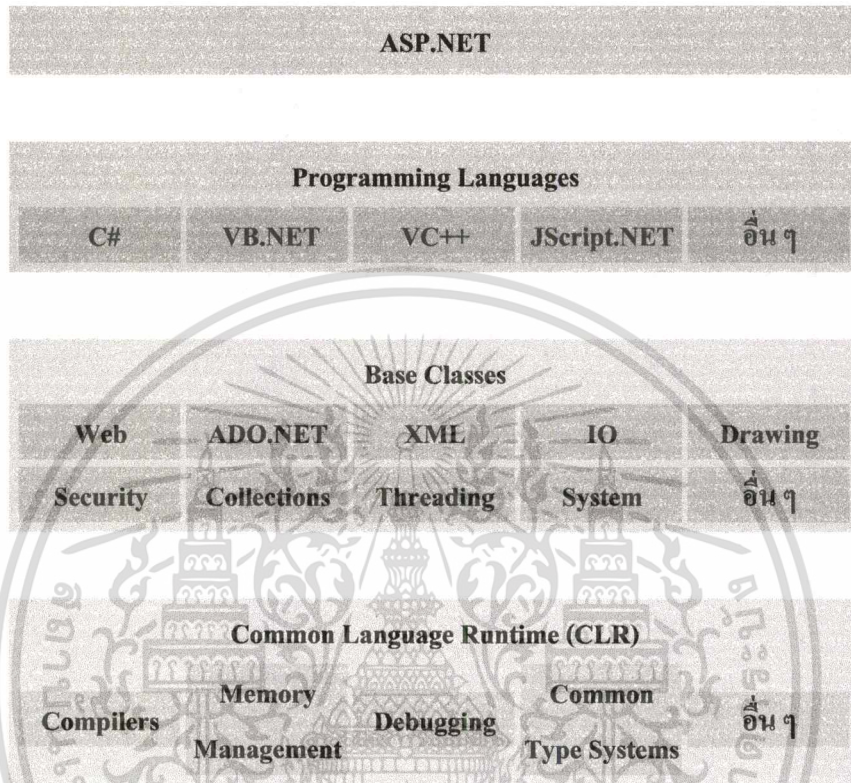 ASP.NET
Programming Languages
C# VB.NET VC++ JScript.NET อื่น ๆ
Base Classes
Web ADO.NET XML IO Drawing
Security Collections Threading System อื่น ๆ
Common Language Runtime (CLR)
Compilers Memory Management Debugging Common Type Systems อื่น ๆ